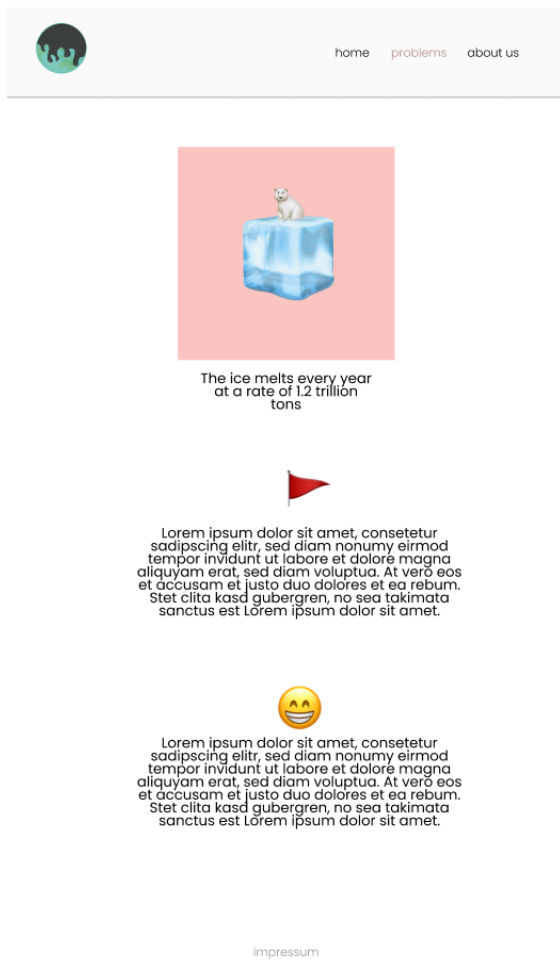 home problems about us
The ice melts every year
at a rate of 1.2 trillion
tons
Lorem ipsum dolor sit amet, consetetur
sadipscing elitr, sed diam nonumy eirmod
tempor invidunt ut labore et dolore magna
aliquyam erat, sed diam voluptua. At vero eos
et accusam et justo duo dolores et ea rebum.
Stet clita kasd gubergren, no sea takimata
sanctus est Lorem ipsum dolor sit amet.
Lorem ipsum dolor sit amet, consetetur
sadipscing elitr, sed diam nonumy eirmod
tempor invidunt ut labore et dolore magna
aliquyam erat, sed diam voluptua. At vero eos
et accusam et justo duo dolores et ea rebum.
Stet clita kasd gubergren, no sea takimata
sanctus est Lorem ipsum dolor sit amet.
impressum